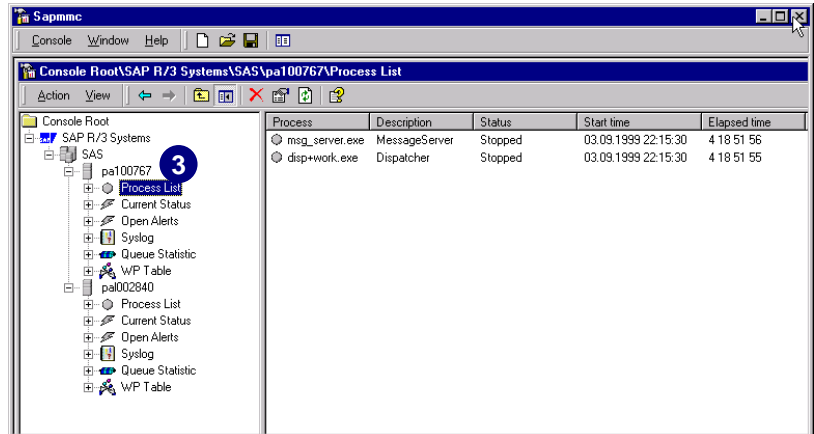 Sapmmc
Console Window Help
Console Root\SAP R/3 Systems\SAS\pa100767\Process List
Action View
Console Root
SAP R/3 Systems
SAS
pa100767
3
Process List
Current Status
Open Alerts
Syslog
Queue Statistic
WP Table
pal002840
Process List
Current Status
Open Alerts
Syslog
Queue Statistic
WP Table
Process Description Status Start time Elapsed time
msg_server.exe MessageServer Stopped 03.09.1999 22:15:30 4 18 51 56
disp+work.exe Dispatcher Stopped 03.09.1999 22:15:30 4 18 51 55